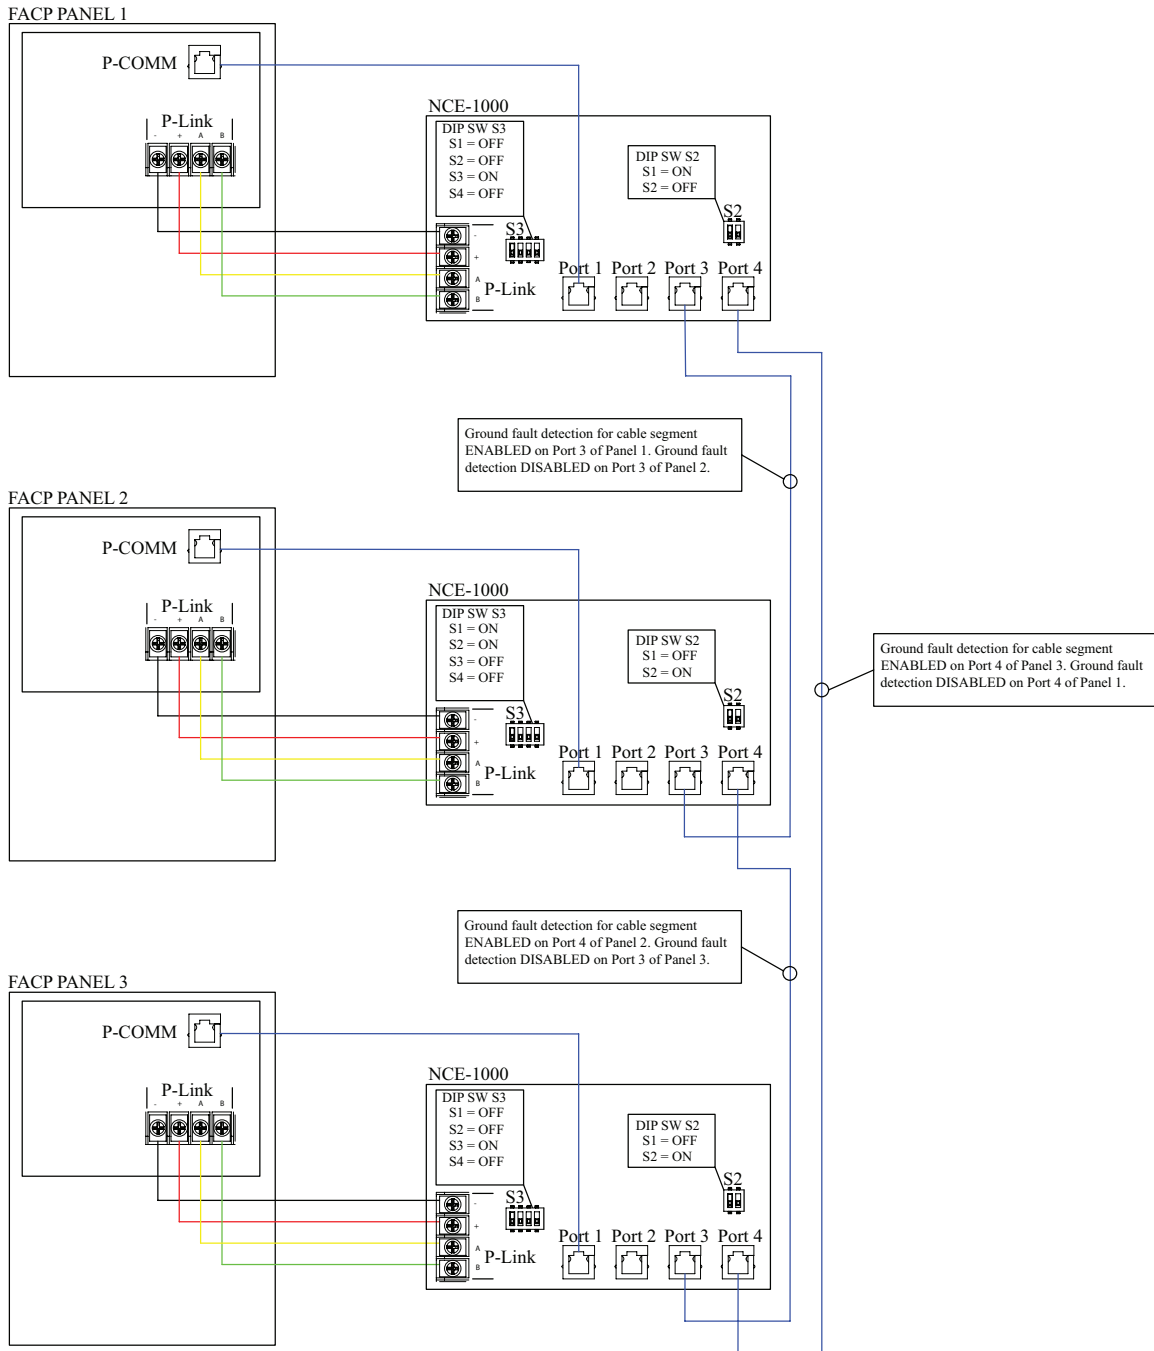 FACP PANEL 1
P-COMM
P-Link
- + A B
NCE-1000
DIP SW S3
S1 = OFF
S2 = OFF
S3 = ON
S4 = OFF
DIP SW S2
S1 = ON
S2 = OFF
S3
S2
-
+
A
B
P-Link
Port 1 Port 2 Port 3 Port 4
Ground fault detection for cable segment
ENABLED on Port 3 of Panel 1. Ground fault
detection DISABLED on Port 3 of Panel 2.
FACP PANEL 2
P-COMM
P-Link
- + A B
NCE-1000
DIP SW S3
S1 = ON
S2 = ON
S3 = OFF
S4 = OFF
DIP SW S2
S1 = OFF
S2 = ON
S3
S2
-
+
A
B
P-Link
Port 1 Port 2 Port 3 Port 4
Ground fault detection for cable segment
ENABLED on Port 4 of Panel 3. Ground fault
detection DISABLED on Port 4 of Panel 1.
Ground fault detection for cable segment
ENABLED on Port 4 of Panel 2. Ground fault
detection DISABLED on Port 3 of Panel 3.
FACP PANEL 3
P-COMM
P-Link
- + A B
NCE-1000
DIP SW S3
S1 = OFF
S2 = OFF
S3 = ON
S4 = OFF
DIP SW S2
S1 = OFF
S2 = ON
S3
S2
-
+
A
B
P-Link
Port 1 Port 2 Port 3 Port 4